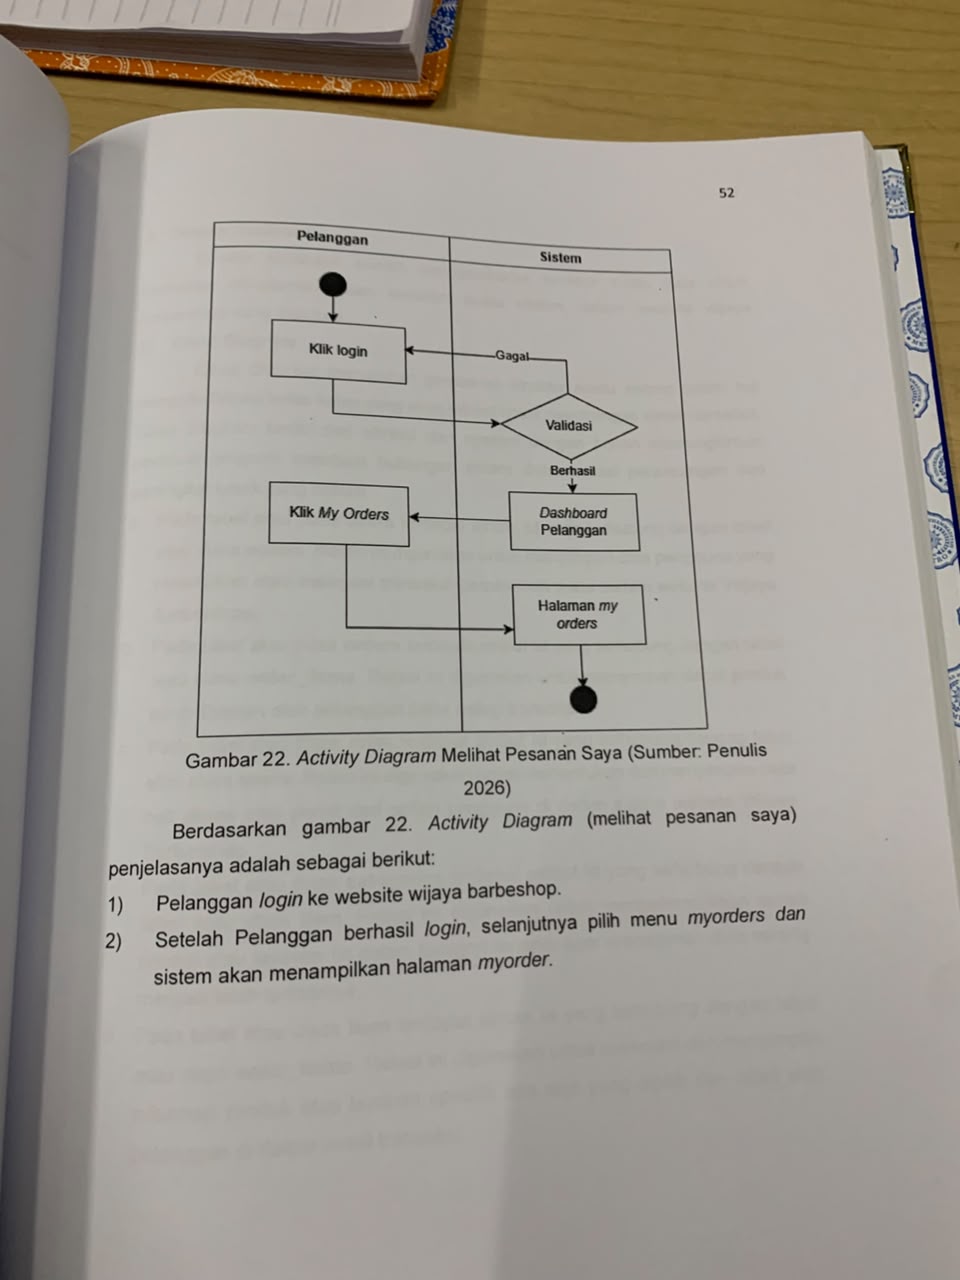 52
Pelanggan
Sistem
Klik login
Gagal
Validasi
Berhasil
Klik My Orders
Dashboard
Pelanggan
Halaman my
orders
Gambar 22. Activity Diagram Melihat Pesanan Saya (Sumber: Penulis
2026)
Berdasarkan gambar 22. Activity Diagram (melihat pesanan saya)
penjelasanya adalah sebagai berikut:
1) Pelanggan login ke website wijaya barbeshop.
2) Setelah Pelanggan berhasil login, selanjutnya pilih menu myorders dan
sistem akan menampilkan halaman myorder.